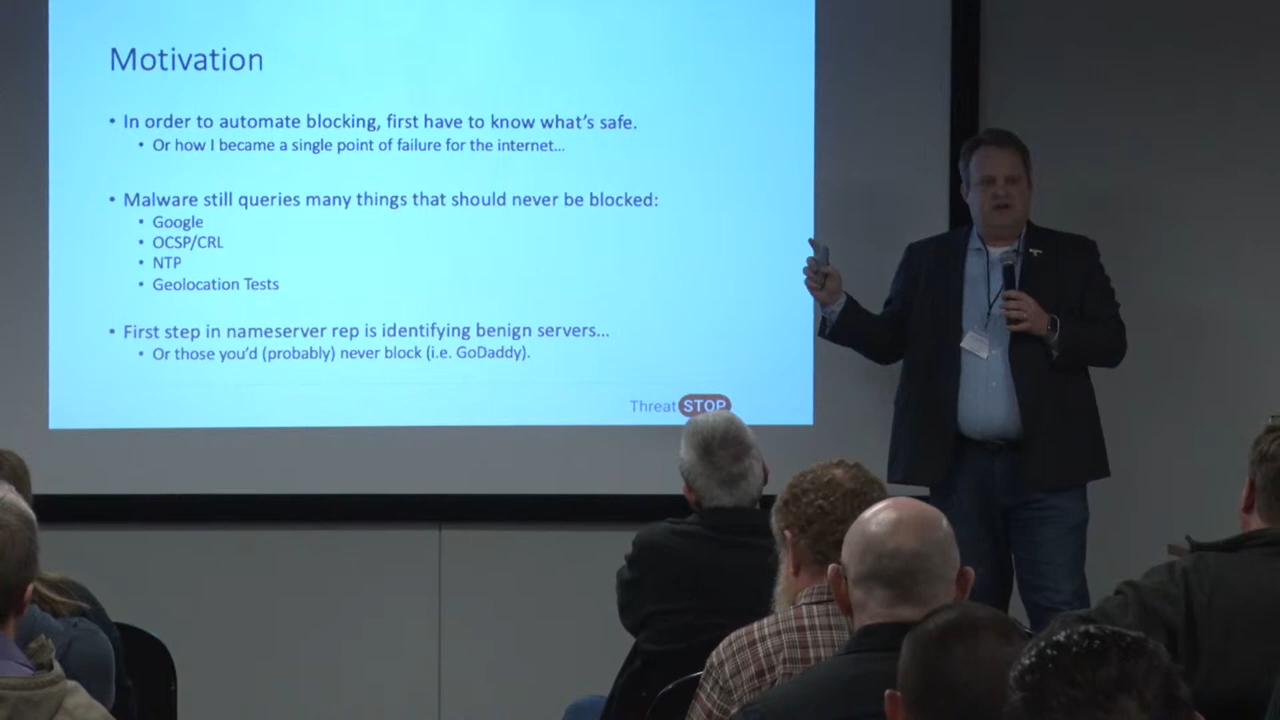 Motivation
• In order to automate blocking, first have to know what's safe.
• Or how I became a single point of failure for the internet…
• Malware still queries many things that should never be blocked:
• Google
• OCSP/CRL
• NTP
• Geolocation Tests
• First step in nameserver rep is identifying benign servers…
• Or those you'd (probably) never block (i.e. GoDaddy).
Threat STOP